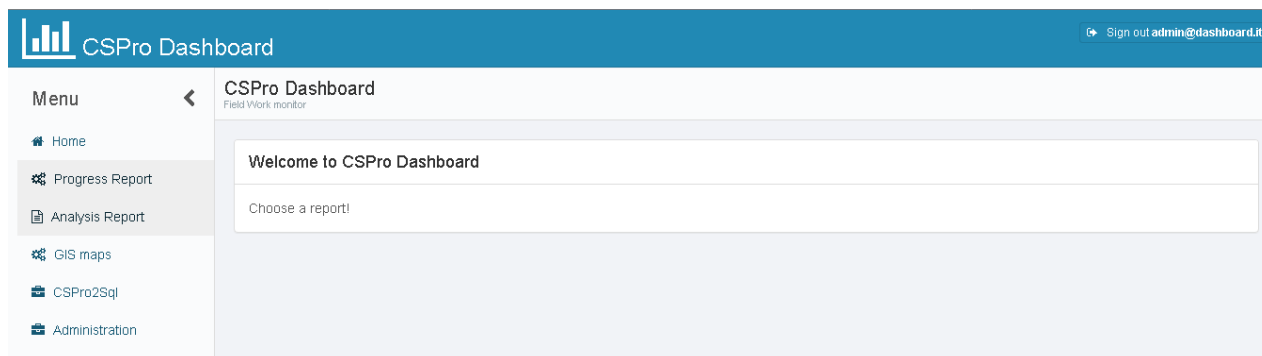 CSPro Dashboard
Sign out admin@dashboard.it
Menu
CSPro Dashboard
Field Work monitor
Home
Progress Report
Analysis Report
GIS maps
CSPro2Sql
Administration
Welcome to CSPro Dashboard
Choose a report!